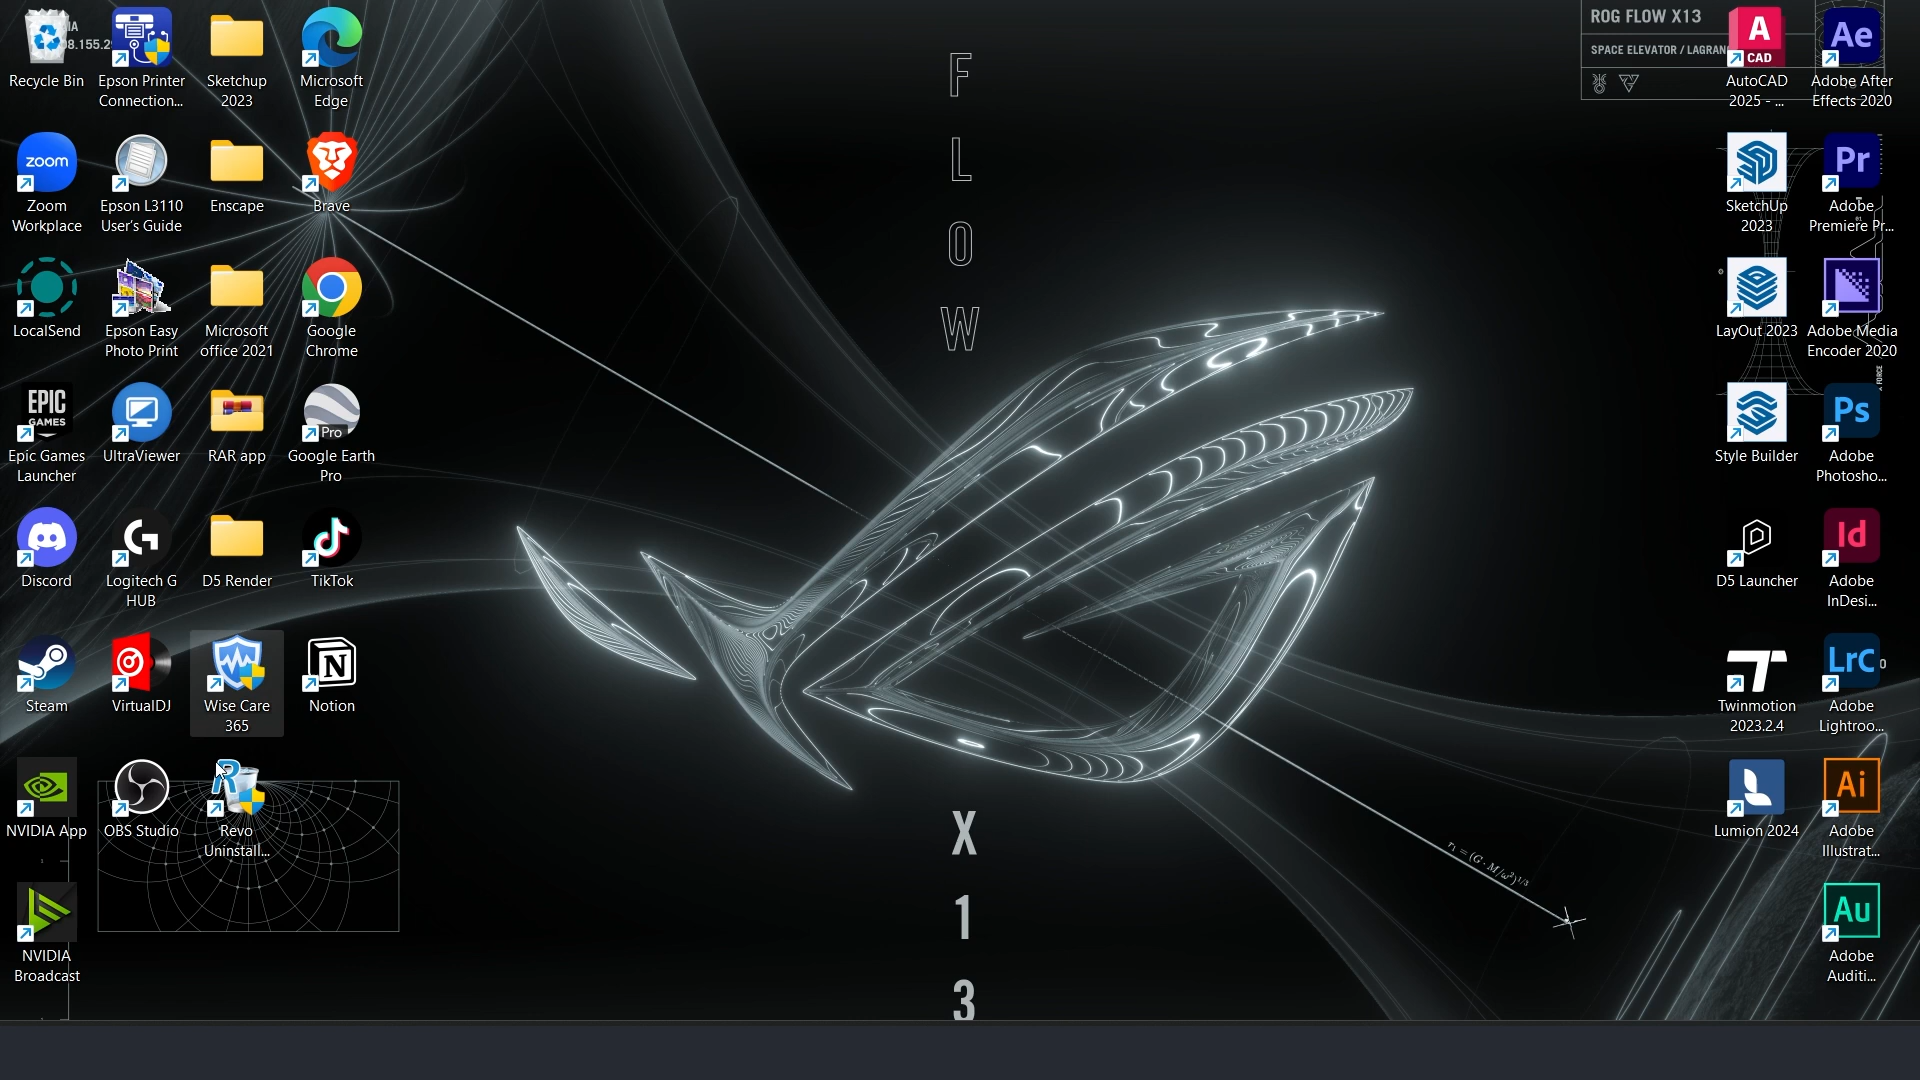 Recycle Bin
Epson Printer
Connection...
Sketchup
2023
Microsoft
Edge
zoom
Zoom
Workplace
Epson L3110
User's Guide
Enscape
Brave
LocalSend
Epson Easy
Photo Print
Microsoft
office 2021
Google
Chrome
EPIC
GAMES
Epic Games
Launcher
UltraViewer
RAR app
Pro
Google Earth
Pro
Discord
Logitech G
HUB
D5 Render
TikTok
Steam
VirtualDJ
Wise Care
365
Notion
NVIDIA App
OBS Studio
Revo
Uninstall...
NVIDIA
Broadcast
F
L
O
W
X
1
3
ROG FLOW X13
SPACE ELEVATOR / LAGRAN
A
CAD
AutoCAD
2025 - ...
Ae
Adobe After
Effects 2020
SketchUp
2023
Pr
Adobe
Premiere Pr...
LayOut 2023
Adobe Media
Encoder 2020
Style Builder
Ps
Adobe
Photosho...
D5 Launcher
Id
Adobe
InDesi...
Twinmotion
2023.2.4
LrC
Adobe
Lightroo...
Lumion 2024
Ai
Adobe
Illustrat...
Au
Adobe
Auditi...
r₁ = (G · M/ω²)^1/3